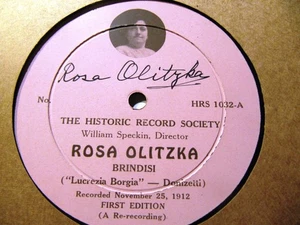 Rosa Olitzka
No. HRS 1032-A
THE HISTORIC RECORD SOCIETY
William Speckin, Director
ROSA OLITZKA
BRINDISI
("Lucrezia Borgia" — Donizetti)
Recorded November 25, 1912
FIRST EDITION
(A Re-recording)